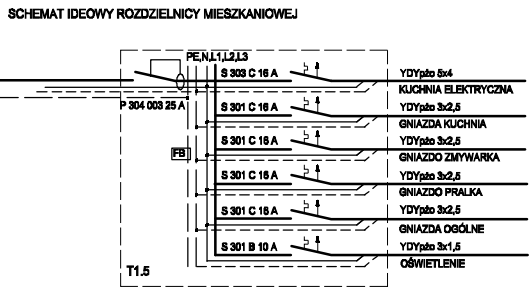 SCHEMAT IDEOWY ROZDZIELNICY MIESZKANIOWEJ
PE,N,L1,L2,L3
S 303 C 16 A
YDYpżo 5x4
KUCHNIA ELEKTRYCZNA
P 304 003 25 A
S 301 C 16 A
YDYpżo 3x2,5
GNIAZDA KUCHNIA
FB
S 301 C 16 A
YDYpżo 3x2,5
GNIAZDO ZMYWARKA
S 301 C 16 A
YDYpżo 3x2,5
GNIAZDO PRALKA
S 301 C 16 A
YDYpżo 3x2,5
GNIAZDA OGÓLNE
S 301 B 10 A
YDYpżo 3x1,5
OŚWIETLENIE
T1.5